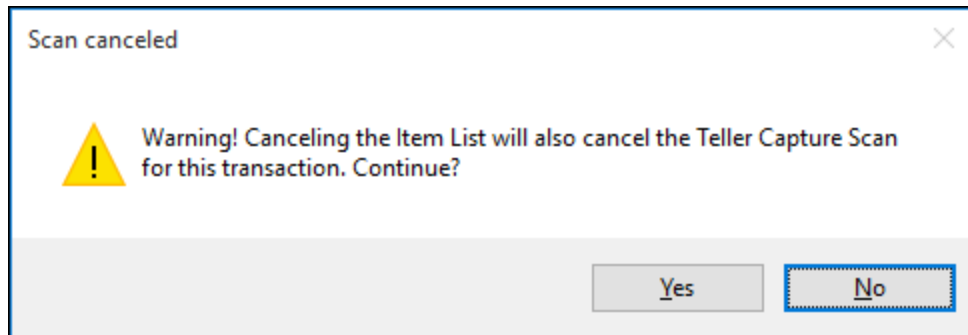 Scan canceled
Warning! Canceling the Item List will also cancel the Teller Capture Scan
for this transaction. Continue?
Yes
No